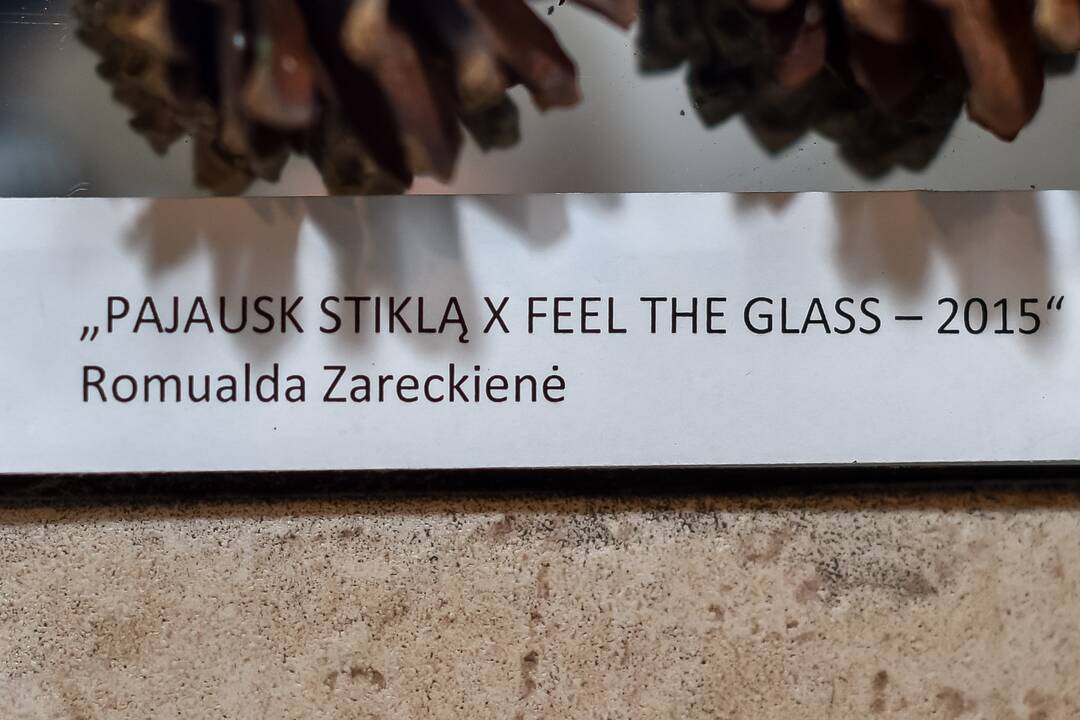 „PAJAUSK STIKLĄ X FEEL THE GLASS – 2015“
Romualda Zareckienė